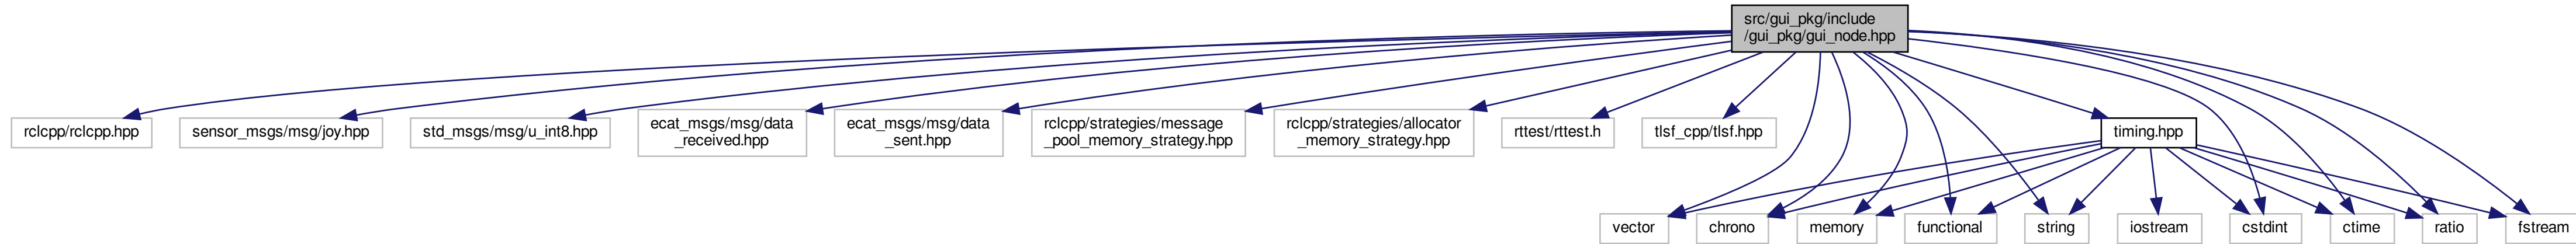 src/gui_pkg/include
/gui_pkg/gui_node.hpp
rclcpp/rclcpp.hpp
sensor_msgs/msg/joy.hpp
std_msgs/msg/u_int8.hpp
ecat_msgs/msg/data
_received.hpp
ecat_msgs/msg/data
_sent.hpp
rclcpp/strategies/message
_pool_memory_strategy.hpp
rclcpp/strategies/allocator
_memory_strategy.hpp
rttest/rttest.h
tlsf_cpp/tlsf.hpp
timing.hpp
vector
chrono
memory
functional
string
iostream
cstdint
ctime
ratio
fstream